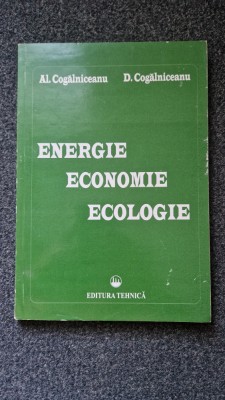 Al. Cogălniceanu D. Cogălniceanu
ENERGIE
ECONOMIE
ECOLOGIE
EDITURA TEHNICĂ